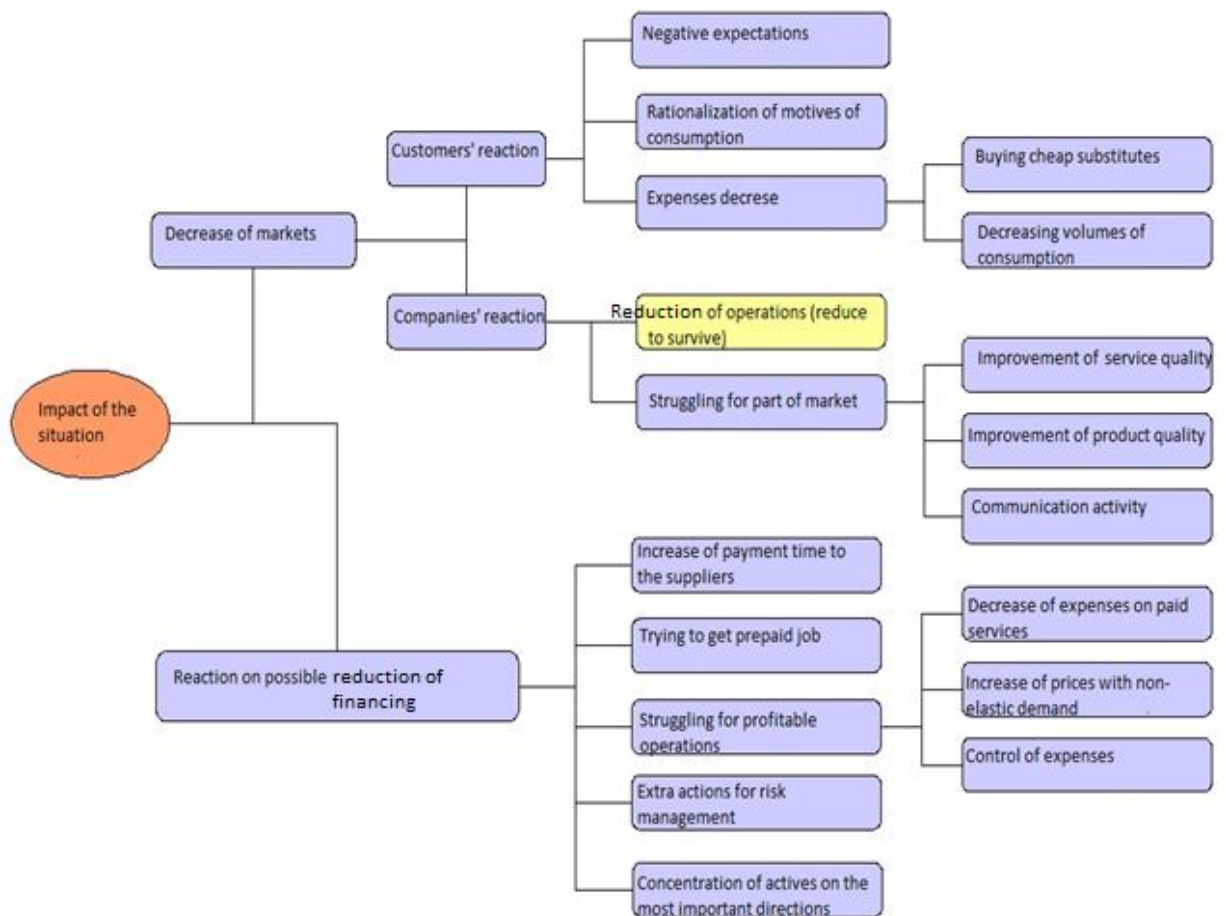 Negative expectations
Rationalization of motives of
consumption
Customers' reaction
Buying cheap substitutes
Expenses decrese
Decrease of markets
Decreasing volumes of
consumption
Companies' reaction
Reduction of operations (reduce
to survive)
Improvement of service quality
Struggling for part of market
Impact of the
situation
Improvement of product quality
Communication activity
Increase of payment time to
the suppliers
Decrease of expenses on paid
services
Trying to get prepaid job
Reaction on possible reduction of
financing
Increase of prices with non-
elastic demand
Struggling for profitable
operations
Control of expenses
Extra actions for risk
management
Concentration of actives on the
most important directions